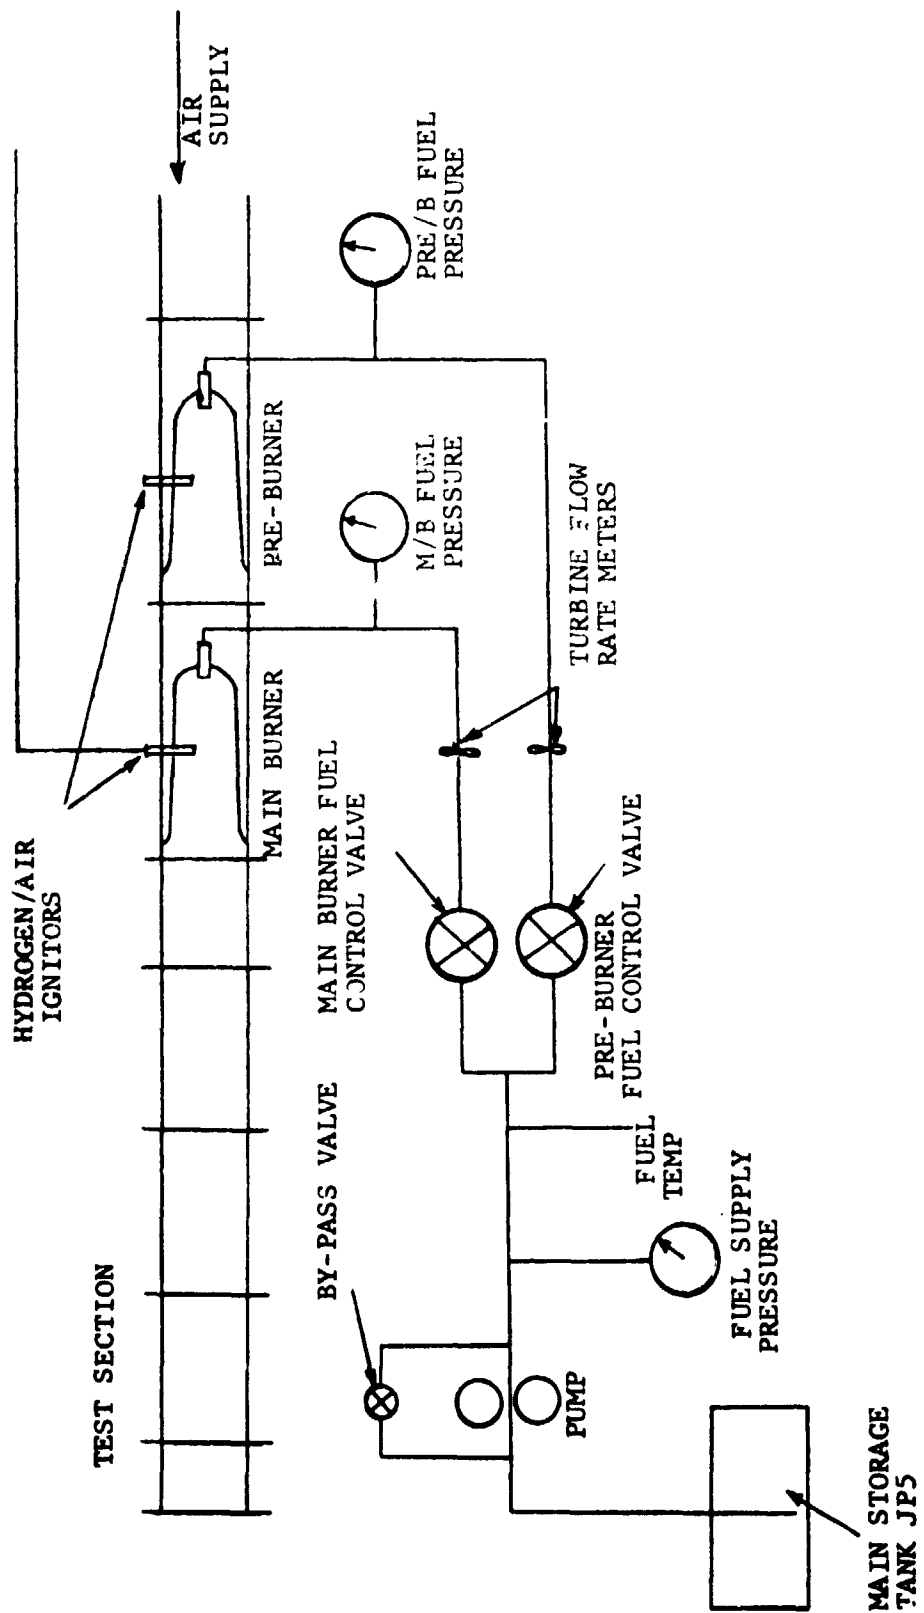 HYDROGEN/AIR
IGNITORS
AIR
SUPPLY
TEST SECTION
MAIN BURNER
PRE-BURNER
BY-PASS VALVE
MAIN BURNER FUEL
CONTROL VALVE
M/B FUEL
PRESSURE
PRE/B FUEL
PRESSURE
PUMP
FUEL
TEMP
PRE-BURNER
FUEL CONTROL VALVE
TURBINE FLOW
RATE METERS
FUEL SUPPLY
PRESSURE
MAIN STORAGE
TANK JP5